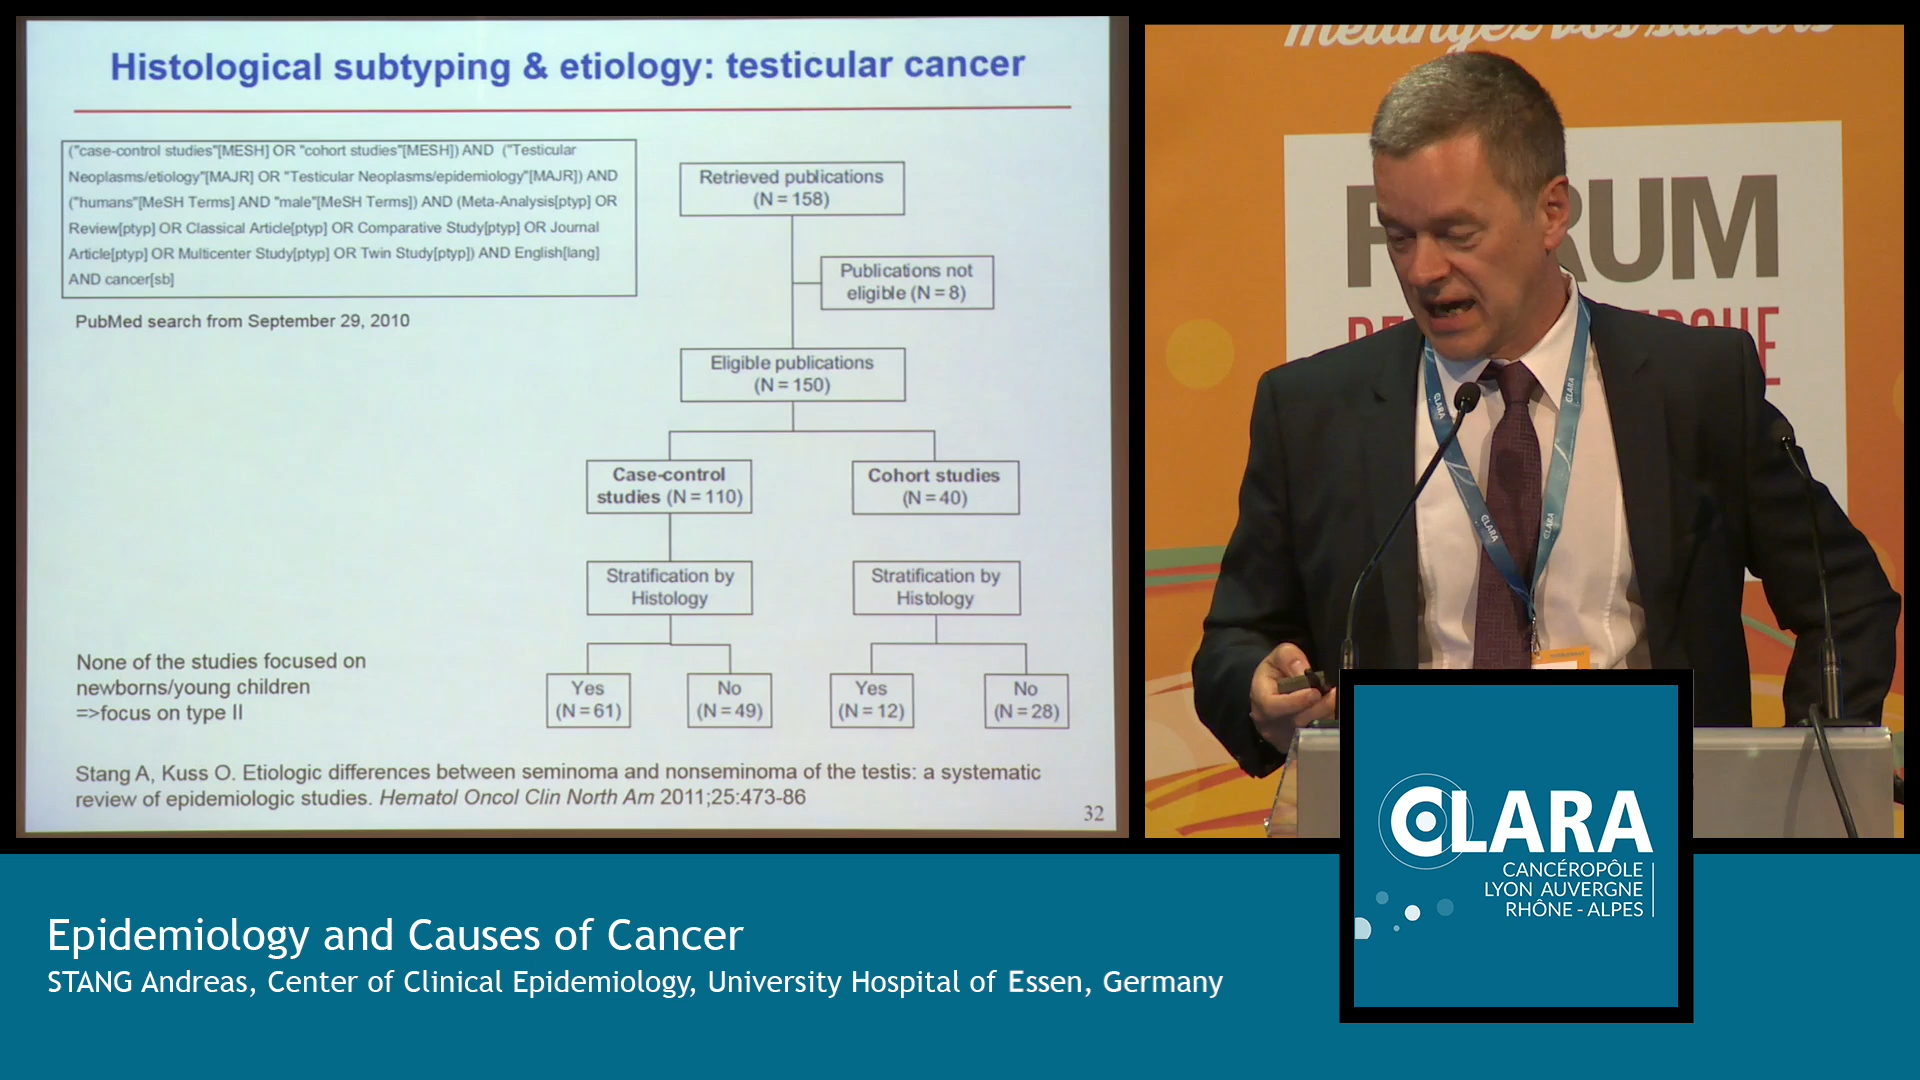 Histological subtyping & etiology: testicular cancer
("case-control studies"[MESH] OR "cohort studies"[MESH]) AND ("Testicular
Neoplasms/etiology"[MAJR] OR "Testicular Neoplasms/epidemiology"[MAJR]) AND
("humans"[MeSH Terms] AND "male"[MeSH Terms]) AND (Meta-Analysis[ptyp] OR
Review[ptyp] OR Classical Article[ptyp] OR Comparative Study[ptyp] OR Journal
Article[ptyp] OR Multicenter Study[ptyp] OR Twin Study[ptyp]) AND English[lang]
AND cancer[sb]
PubMed search from September 29, 2010
Retrieved publications
(N = 158)
Publications not
eligible (N = 8)
Eligible publications
(N = 150)
Case-control
studies (N = 110)
Cohort studies
(N = 40)
Stratification by
Histology
Stratification by
Histology
Yes
(N = 61)
No
(N = 49)
Yes
(N = 12)
No
(N = 28)
None of the studies focused on
newborns/young children
=>focus on type II
Stang A, Kuss O. Etiologic differences between seminoma and nonseminoma of the testis: a systematic
review of epidemiologic studies. Hematol Oncol Clin North Am 2011;25:473-86
32
CLARA
CLARA
CLARA
CLARA
CLARA
CANCÉROPÔLE
LYON AUVERGNE
RHÔNE - ALPES
Epidemiology and Causes of Cancer
STANG Andreas, Center of Clinical Epidemiology, University Hospital of Essen, Germany